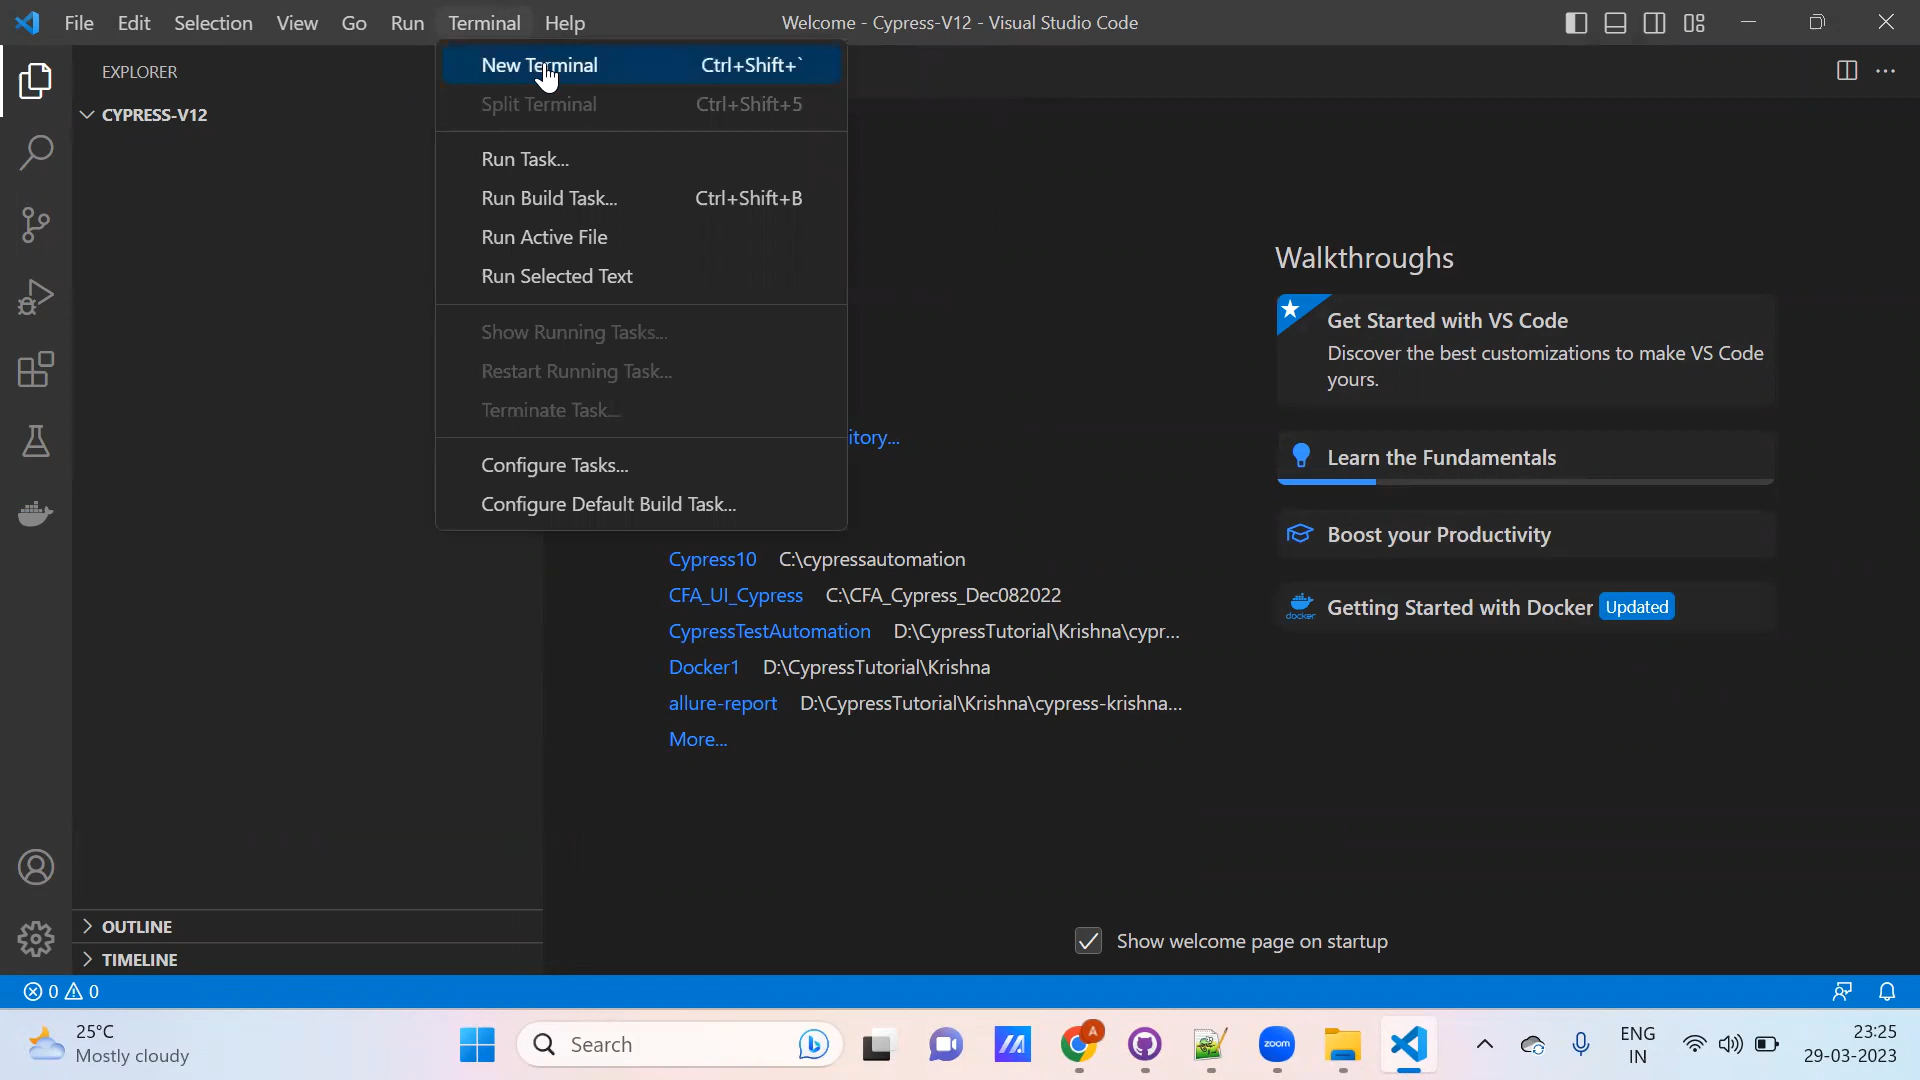 File Edit Selection View Go Run Terminal Help
Welcome - Cypress-V12 - Visual Studio Code
EXPLORER
CYPRESS-V12
New Terminal Ctrl+Shift+`
Split Terminal Ctrl+Shift+5
Run Task...
Run Build Task... Ctrl+Shift+B
Run Active File
Run Selected Text
Show Running Tasks...
Restart Running Task...
Terminate Task...
Configure Tasks...
Configure Default Build Task...
itory...
Cypress10 C:\cypressautomation
CFA_UI_Cypress C:\CFA_Cypress_Dec082022
CypressTestAutomation D:\CypressTutorial\Krishna\cypr...
Docker1 D:\CypressTutorial\Krishna
allure-report D:\CypressTutorial\Krishna\cypress-krishna...
More...
Walkthroughs
Get Started with VS Code
Discover the best customizations to make VS Code
yours.
Learn the Fundamentals
Boost your Productivity
docker
Getting Started with Docker Updated
Show welcome page on startup
OUTLINE
TIMELINE
0 0
25°C
Mostly cloudy
Search
A
zoom
ENG
IN
23:25
29-03-2023